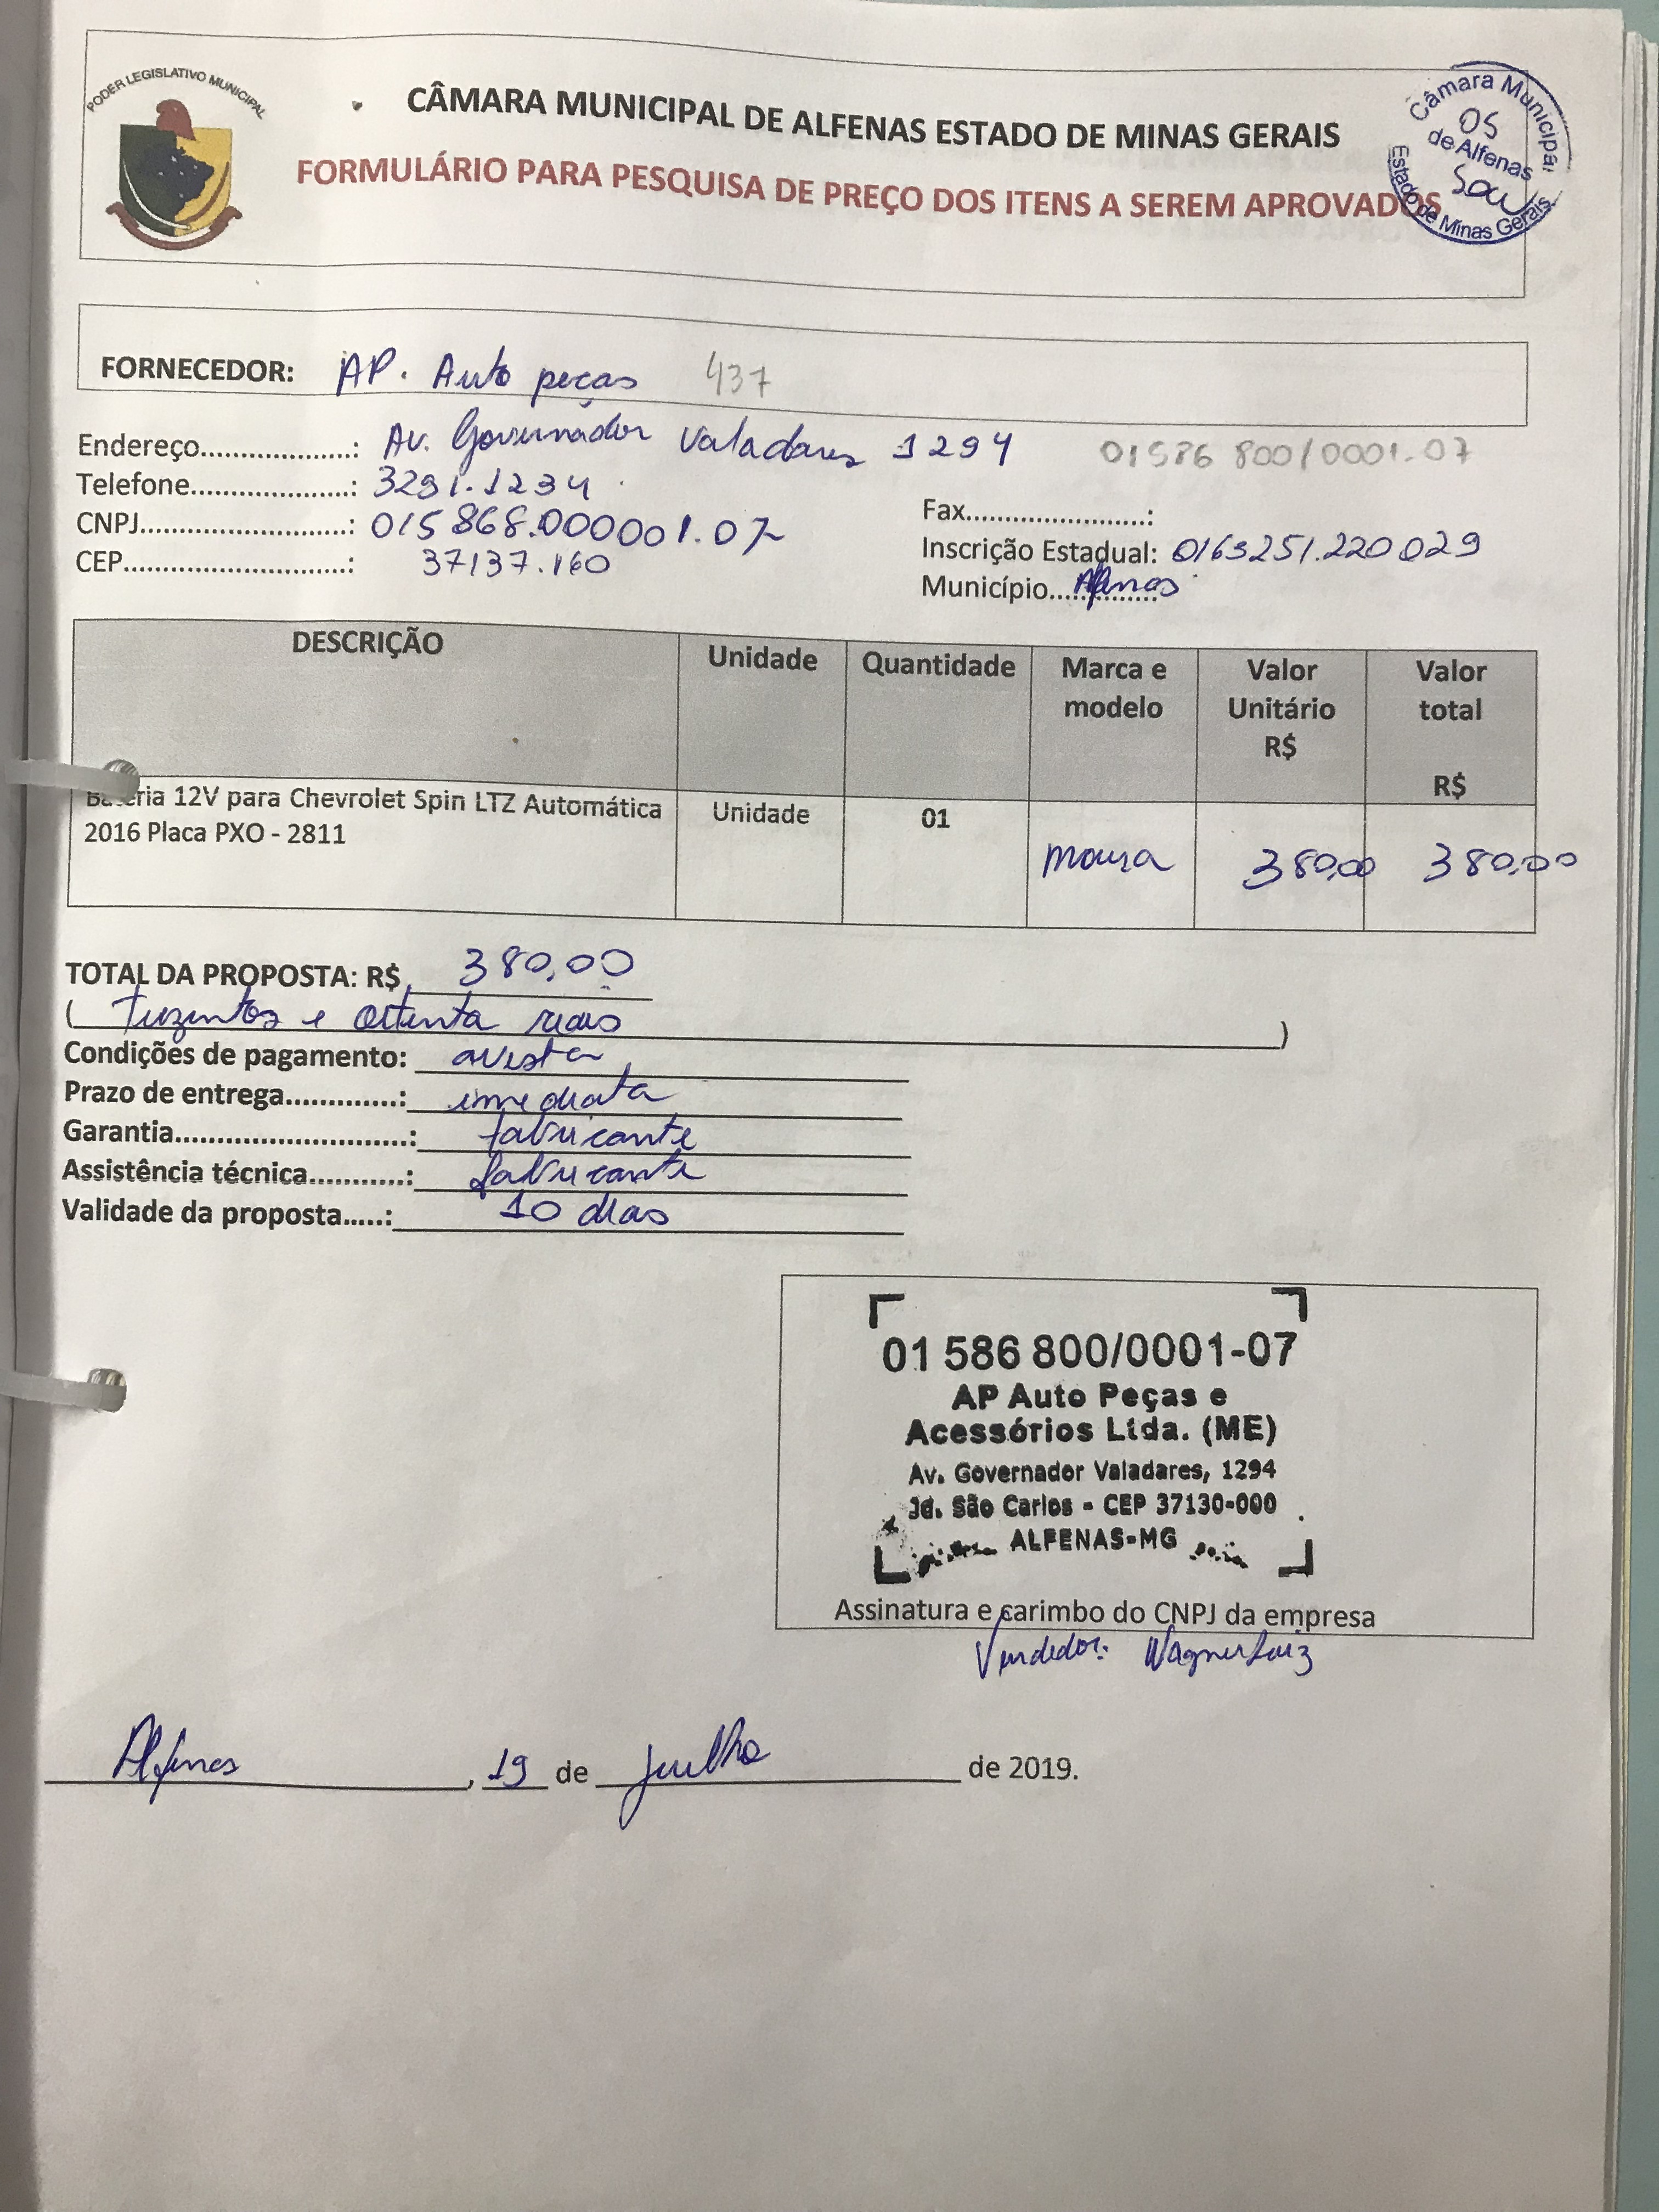 PODER LEGISLATIVO MUNICIPAL
CÂMARA MUNICIPAL DE ALFENAS ESTADO DE MINAS GERAIS
FORMULÁRIO PARA PESQUISA DE PREÇO DOS ITENS A SEREM APROVADOS
Câmara Municipal
05
de Alfenas
Estado de Minas Gerais
FORNECEDOR: AP. Auto peças 437
Endereço...................: Av. Governador Valadares 1294 01586 800/0001.07
Telefone.....................: 3291.1234
Fax.......................:
CNPJ...........................: 015868.000001.07
Inscrição Estadual: 0163251.220029
CEP.............................: 37137.160
Município.............. Alfenas
DESCRIÇÃO Unidade Quantidade Marca e modelo Valor Unitário R$ Valor total R$
Bateria 12V para Chevrolet Spin LTZ Automática Unidade 01
2016 Placa PXO - 2811 Moura 380,00 380,00
TOTAL DA PROPOSTA: R$ 380,00
( Trezentos e oitenta reais )
Condições de pagamento: avista
Prazo de entrega.............: imediata
Garantia............................: fabricante
Assistência técnica...........: fabricante
Validade da proposta.....: 10 dias
01 586 800/0001-07
AP Auto Peças e
Acessórios Ltda. (ME)
Av. Governador Valadares, 1294
Jd. São Carlos - CEP 37130-000
ALFENAS-MG
Assinatura e carimbo do CNPJ da empresa
Vendedor: Wagner Luiz
Alfenas, 19 de Julho de 2019.